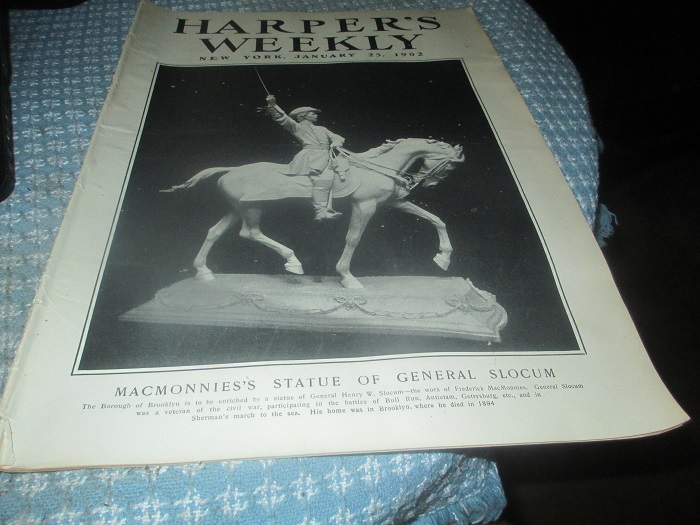 HARPER'S
WEEKLY
NEW YORK, JANUARY 25, 1902
MACMONNIES'S STATUE OF GENERAL SLOCUM
The Borough of Brooklyn is to be enriched by a statue of General Henry W. Slocum—the work of Frederick MacMonnies. General Slocum
was a veteran of the civil war, participating in the battles of Bull Run, Antietam, Gettysburg, etc., and in
Sherman's march to the sea. His home was in Brooklyn, where he died in 1894